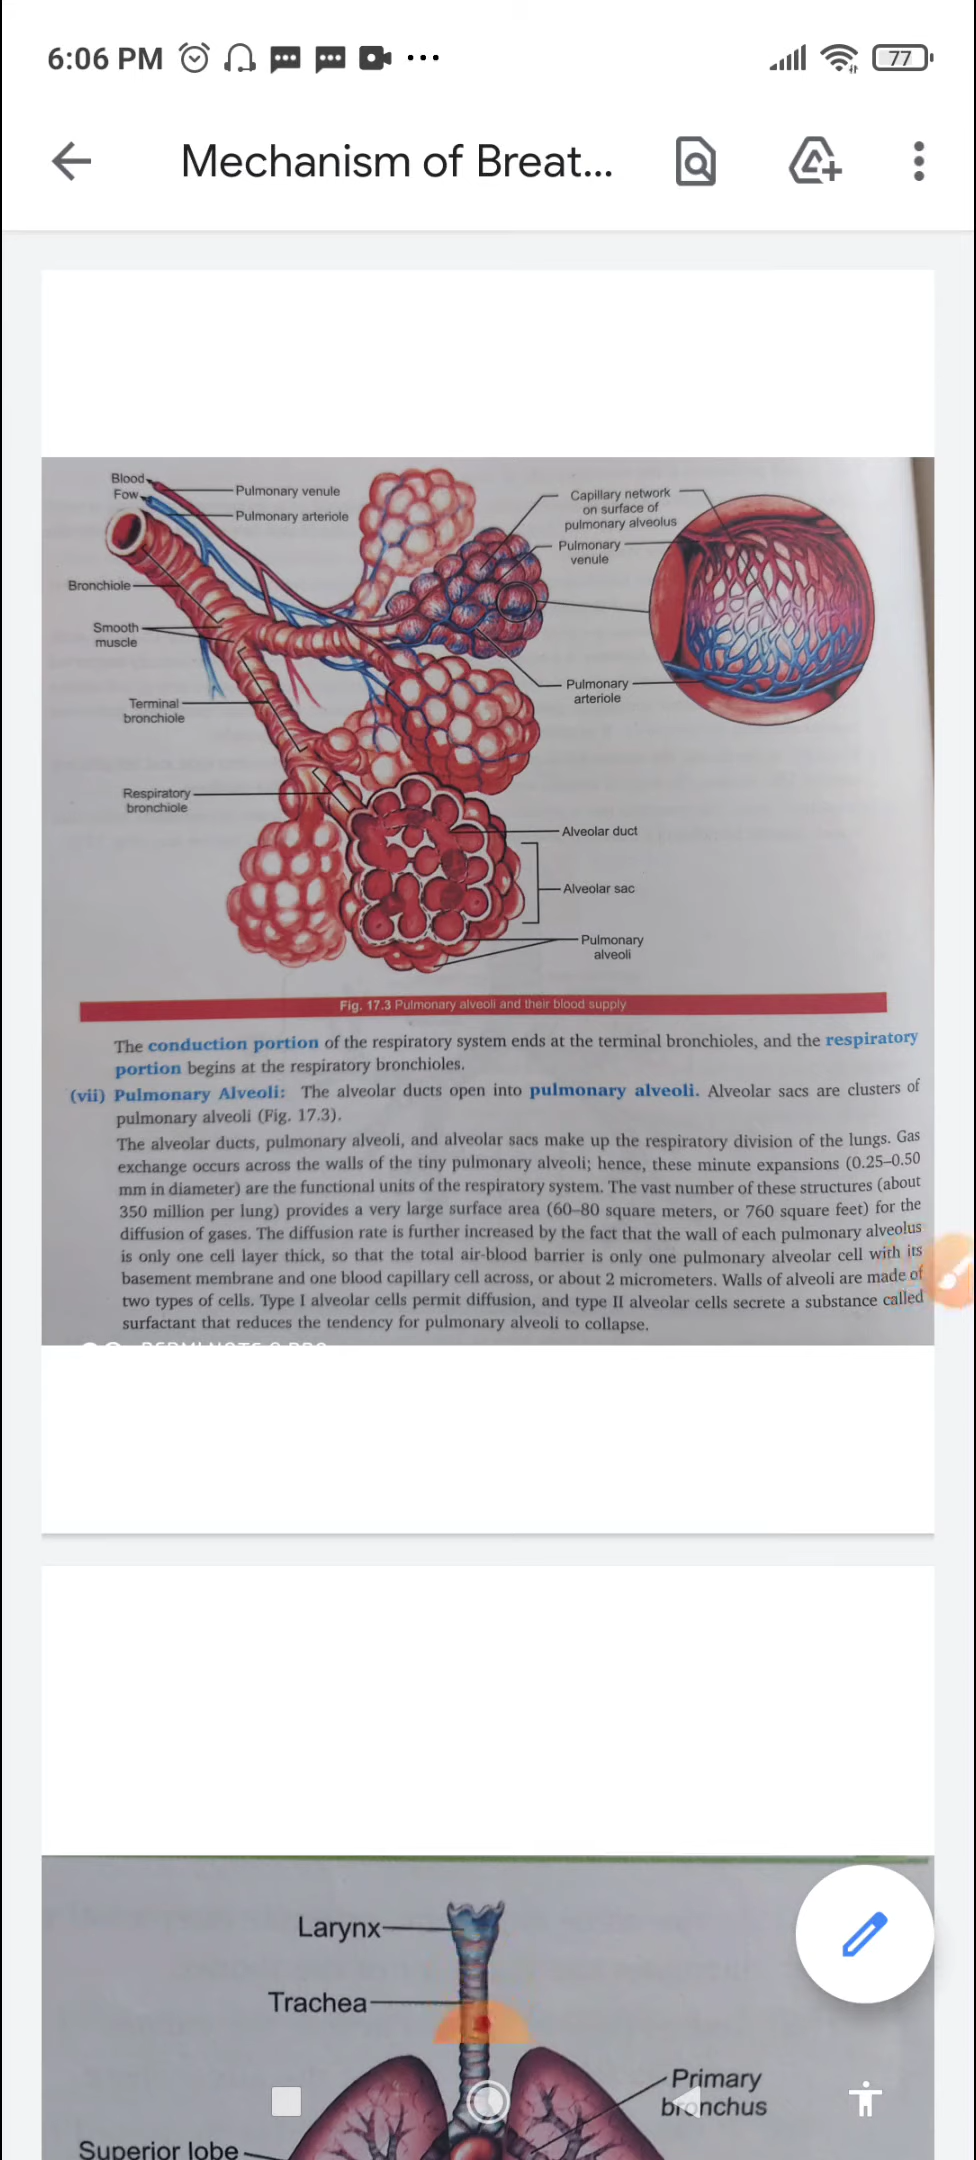 6:06 PM
77
Mechanism of Breat...
Blood
Fow
Pulmonary venule
Pulmonary arteriole
Bronchiole
Smooth
muscle
Terminal
bronchiole
Respiratory
bronchiole
Capillary network
on surface of
pulmonary alveolus
Pulmonary
venule
Pulmonary
arteriole
Alveolar duct
Alveolar sac
Pulmonary
alveoli
Fig. 17.3 Pulmonary alveoli and their blood supply
The conduction portion of the respiratory system ends at the terminal bronchioles, and the respiratory
portion begins at the respiratory bronchioles.
(vii) Pulmonary Alveoli: The alveolar ducts open into pulmonary alveoli. Alveolar sacs are clusters of
pulmonary alveoli (Fig. 17.3).
The alveolar ducts, pulmonary alveoli, and alveolar sacs make up the respiratory division of the lungs. Gas
exchange occurs across the walls of the tiny pulmonary alveoli; hence, these minute expansions (0.25–0.50
mm in diameter) are the functional units of the respiratory system. The vast number of these structures (about
350 million per lung) provides a very large surface area (60–80 square meters, or 760 square feet) for the
diffusion of gases. The diffusion rate is further increased by the fact that the wall of each pulmonary alveolus
is only one cell layer thick, so that the total air-blood barrier is only one pulmonary alveolar cell with its
basement membrane and one blood capillary cell across, or about 2 micrometers. Walls of alveoli are made of
two types of cells. Type I alveolar cells permit diffusion, and type II alveolar cells secrete a substance called
surfactant that reduces the tendency for pulmonary alveoli to collapse.
Larynx
Trachea
Primary
bronchus
Superior lobe